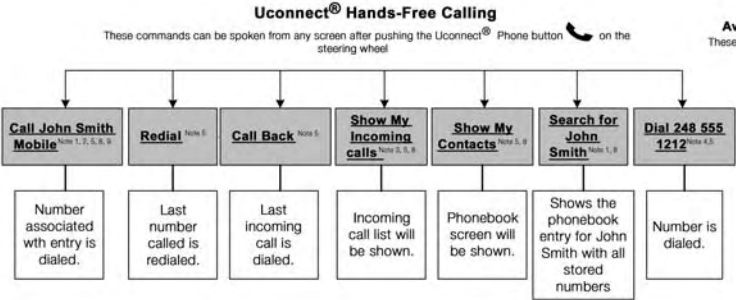 Uconnect® Hands-Free Calling
These commands can be spoken from any screen after pushing the Uconnect® Phone button on the
steering wheel
Av
These
Call John Smith
Mobile Note 1, 2, 5, 8, 9
Redial Note 5
Call Back Note 5
Show My
Incoming
calls Note 3, 5, 8
Show My
Contacts Note 5, 8
Search for
John
Smith Note 1, 8
Dial 248 555
1212 Note 4,5
Number
associated
wth entry is
dialed.
Last
number
called is
redialed.
Last
incoming
call is
dialed.
Incoming
call list will
be shown.
Phonebook
screen will
be shown.
Shows the
phonebook
entry for John
Smith with all
stored
numbers
Number is
dialed.